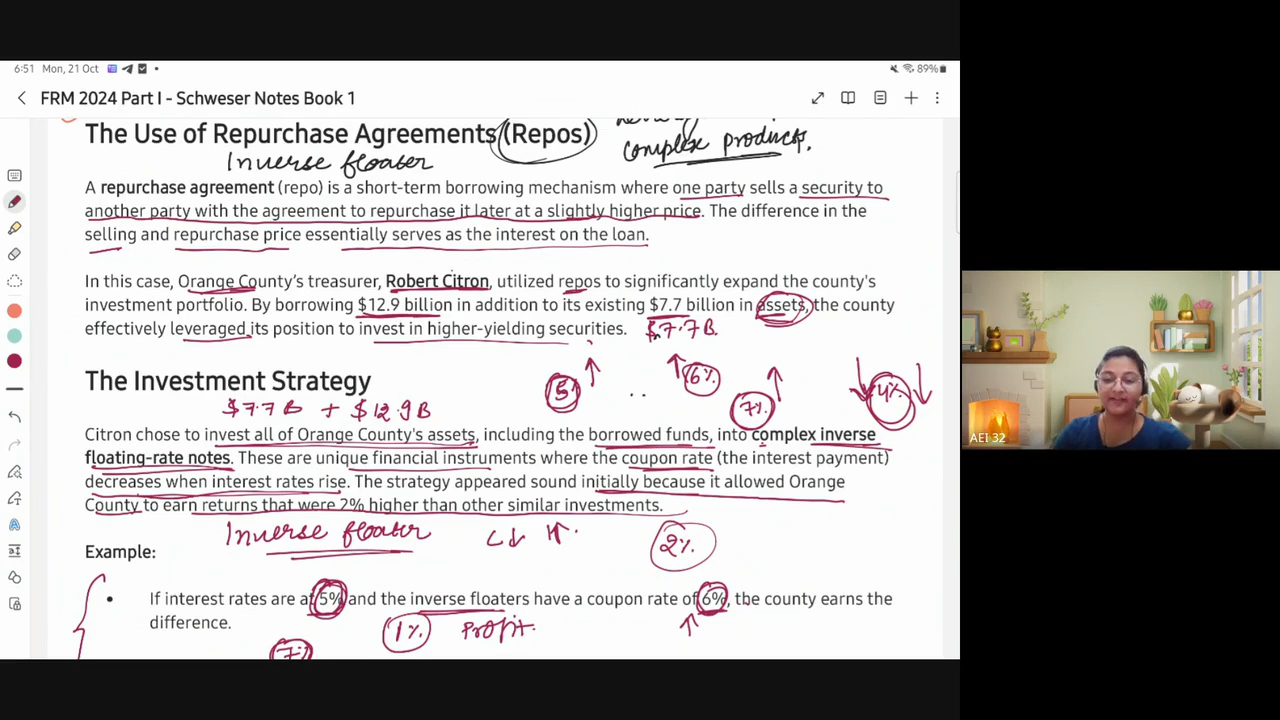 6:51 Mon, 21 Oct
89%
FRM 2024 Part I - Schweser Notes Book 1
The Use of Repurchase Agreements (Repos)
complex products.
Inverse floater
A repurchase agreement (repo) is a short-term borrowing mechanism where one party sells a security to
another party with the agreement to repurchase it later at a slightly higher price. The difference in the
selling and repurchase price essentially serves as the interest on the loan.
In this case, Orange County's treasurer, Robert Citron, utilized repos to significantly expand the county's
investment portfolio. By borrowing $12.9 billion in addition to its existing $7.7 billion in assets, the county
effectively leveraged its position to invest in higher-yielding securities. $7.7B
The Investment Strategy
5 .. 6% 7% 4%
$7.7B + $12.9B
Citron chose to invest all of Orange County's assets, including the borrowed funds, into complex inverse
floating-rate notes. These are unique financial instruments where the coupon rate (the interest payment)
decreases when interest rates rise. The strategy appeared sound initially because it allowed Orange
County to earn returns that were 2% higher than other similar investments.
Inverse floater C↓ ↑ 2%
Example:
• If interest rates are at 5% and the inverse floaters have a coupon rate of 6%, the county earns the
difference.
1% Profit.
7%
AEI 32